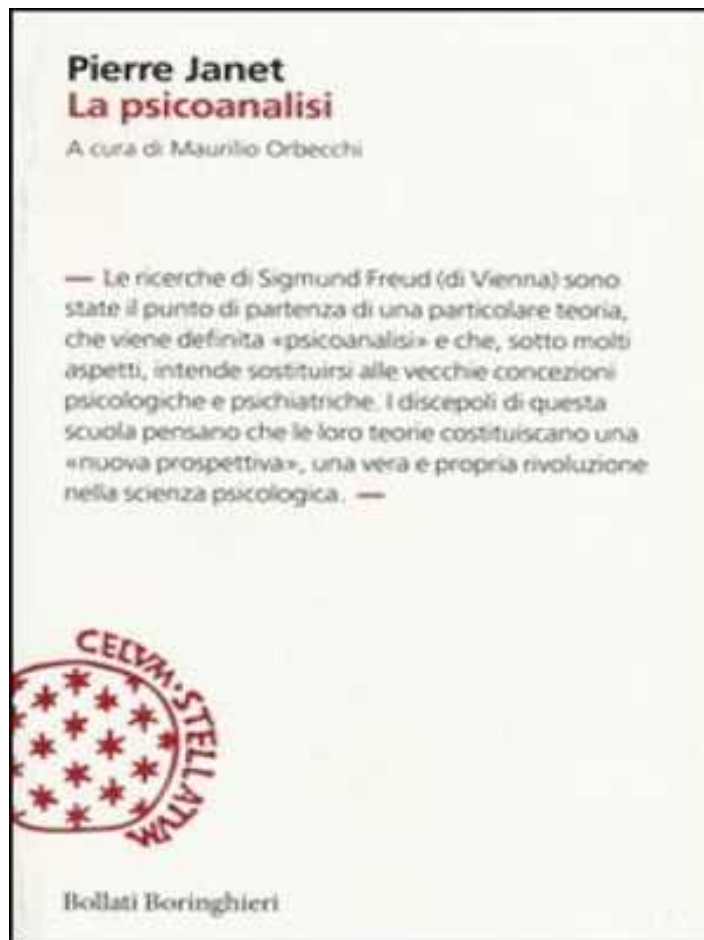 Pierre Janet
La psicoanalisi
A cura di Maurilio Orbecchi
— Le ricerche di Sigmund Freud (di Vienna) sono
state il punto di partenza di una particolare teoria,
che viene definita «psicoanalisi» e che, sotto molti
aspetti, intende sostituirsi alle vecchie concezioni
psicologiche e psichiatriche. I discepoli di questa
scuola pensano che le loro teorie costituiscano una
«nuova prospettiva», una vera e propria rivoluzione
nella scienza psicologica. —
CELVM·STELLATVM
Bollati Boringhieri